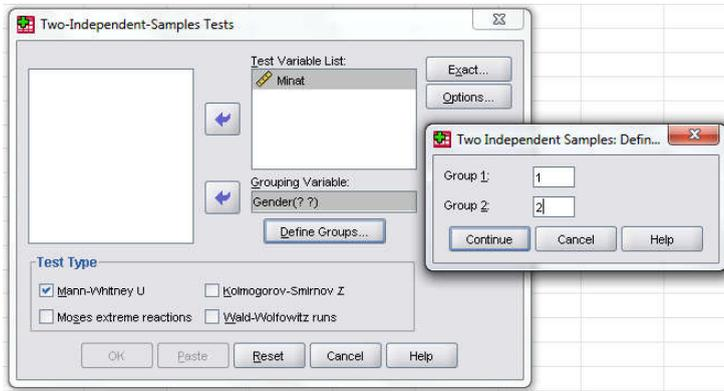 Two-Independent-Samples Tests
Test Variable List:
Minat
Exact...
Options...
Grouping Variable:
Gender(? ?)
Define Groups...
Test Type
Mann-Whitney U
Kolmogorov-Smirnov Z
Moses extreme reactions
Wald-Wolfowitz runs
OK
Paste
Reset
Cancel
Help
Two Independent Samples: Defin...
Group 1:
1
Group 2:
2
Continue
Cancel
Help